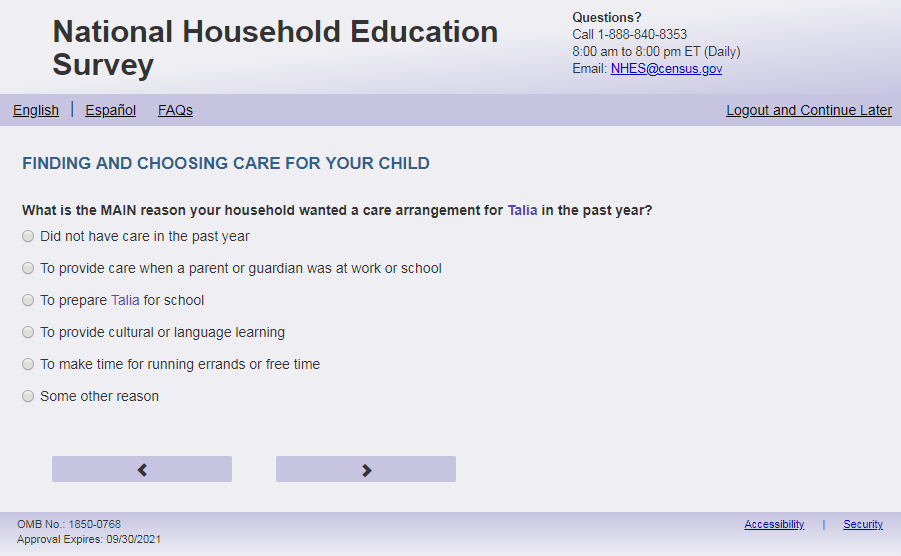 National Household Education
Survey
Questions?
Call 1-888-840-8353
8:00 am to 8:00 pm ET (Daily)
Email: NHES@census.gov
English | Español FAQs
Logout and Continue Later
FINDING AND CHOOSING CARE FOR YOUR CHILD
What is the MAIN reason your household wanted a care arrangement for Talia in the past year?
Did not have care in the past year
To provide care when a parent or guardian was at work or school
To prepare Talia for school
To provide cultural or language learning
To make time for running errands or free time
Some other reason
OMB No.: 1850-0768
Approval Expires: 09/30/2021
Accessibility | Security